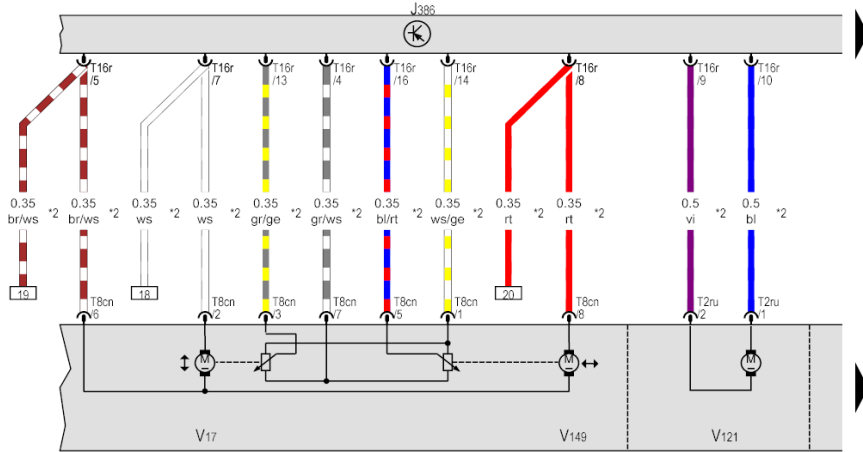 J386
T16r T16r T16r T16r T16r T16r T16r T16r T16r
/5 /7 /13 /4 /16 /14 /8 /9 /10
0.35 0.35 0.35 0.35 0.35 0.35 0.35 0.35 0.35 0.35 0.5 0.5
br/ws *2 br/ws *2 ws *2 ws *2 gr/ge *2 gr/ws *2 bl/rt *2 ws/ge *2 rt *2 rt *2 vi *2 bl *2
19 18 20
T8cn T8cn T8cn T8cn T8cn T8cn T8cn T2ru T2ru
/6 /2 /3 /7 /5 /1 /8 /2 /1
M M M
V17 V149 V121